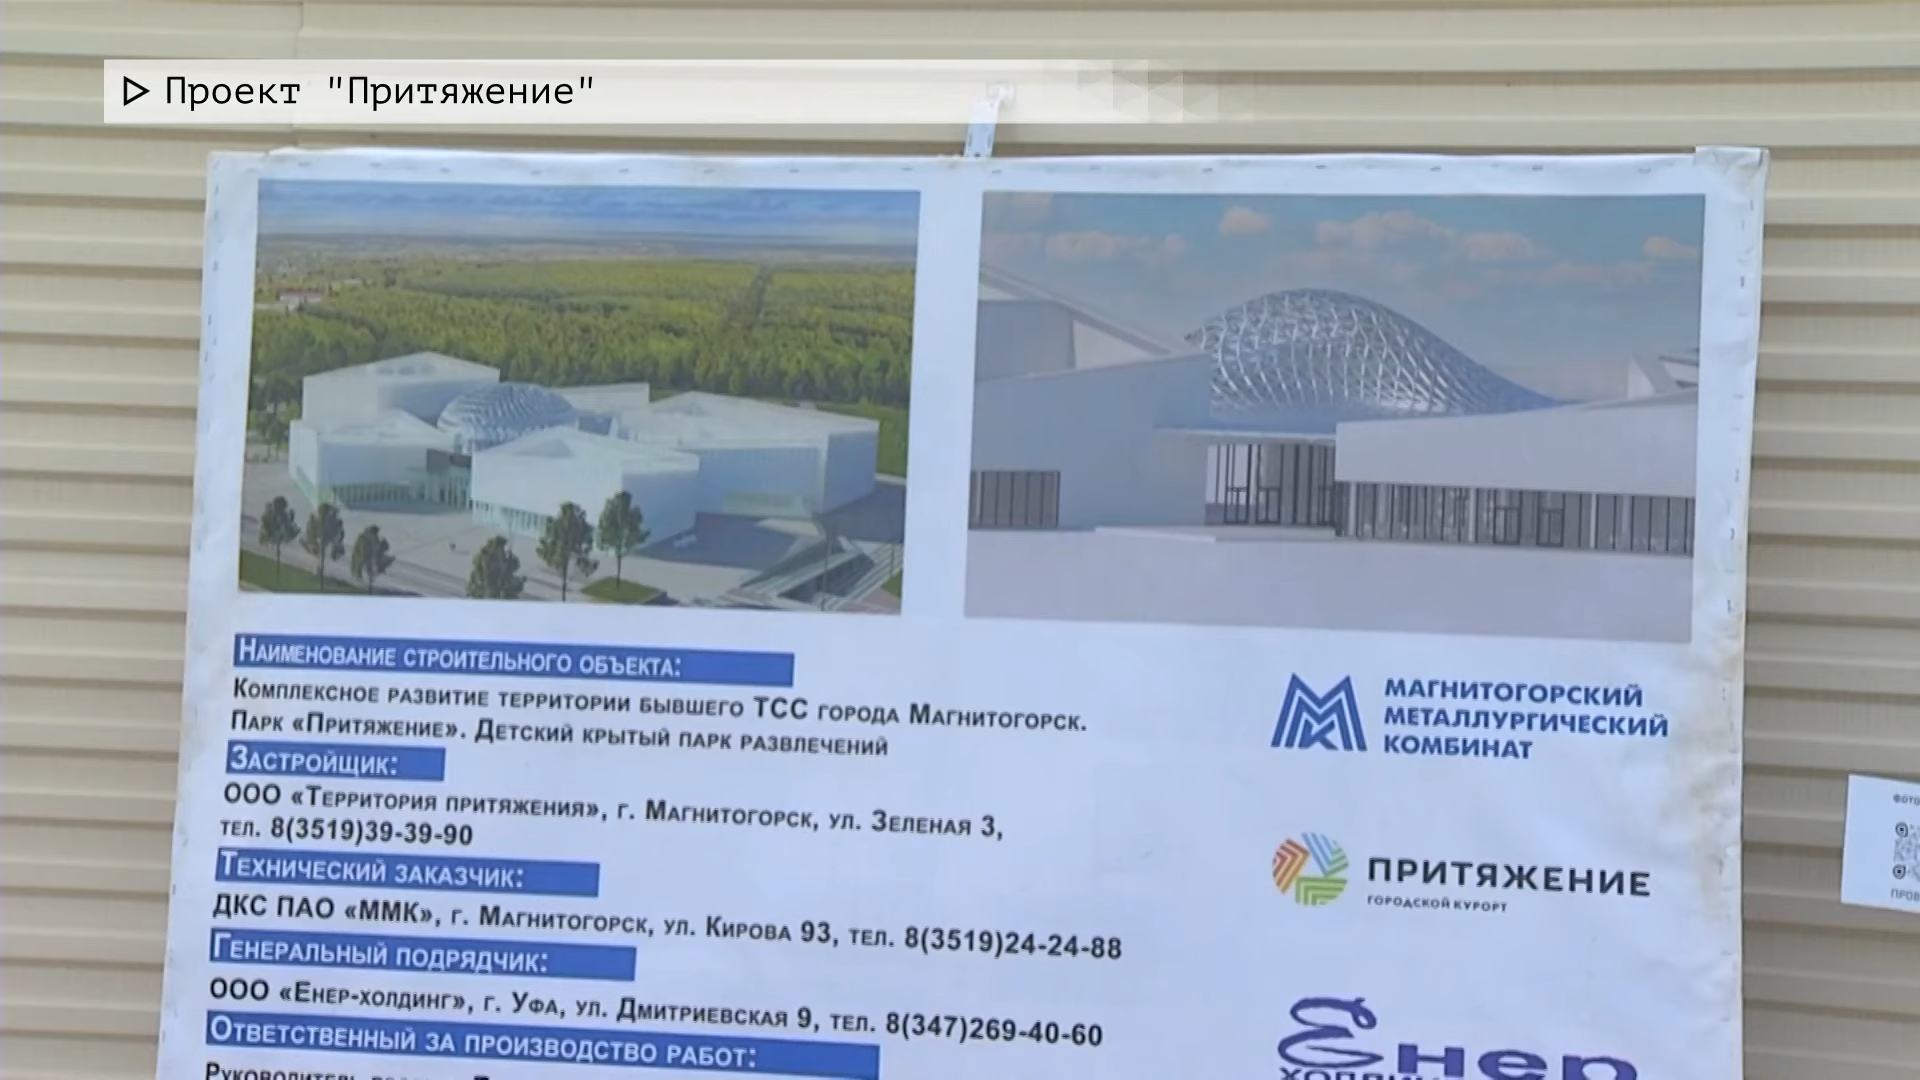 Проект "Притяжение"
Наименование строительного объекта:
Комплексное развитие территории бывшего ТСС города Магнитогорск.
Парк «Притяжение». Детский крытый парк развлечений
Застройщик:
ООО «Территория притяжения», г. Магнитогорск, ул. Зеленая 3,
тел. 8(3519)39-39-90
Технический заказчик:
ДКС ПАО «ММК», г. Магнитогорск, ул. Кирова 93, тел. 8(3519)24-24-88
Генеральный подрядчик:
ООО «Енер-холдинг», г. Уфа, ул. Дмитриевская 9, тел. 8(347)269-40-60
Ответственный за производство работ:
МАГНИТОГОРСКИЙ
МЕТАЛЛУРГИЧЕСКИЙ
КОМБИНАТ
ПРИТЯЖЕНИЕ
ГОРОДСКОЙ КУРОРТ
Енер